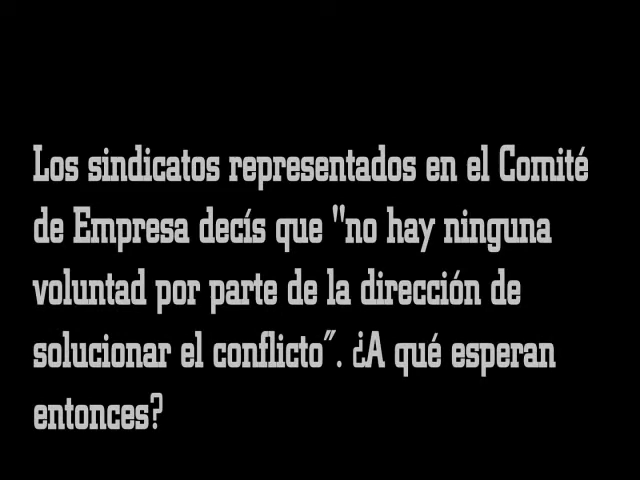 Los sindicatos representados en el Comité
de Empresa decís que "no hay ninguna
voluntad por parte de la dirección de
solucionar el conflicto”. ¿A qué esperan
entonces?